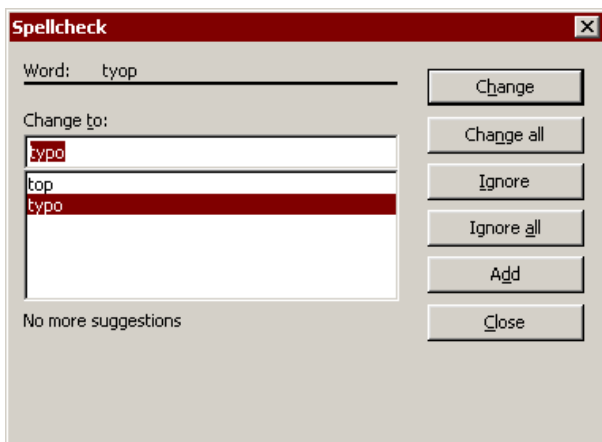 Spellcheck
Word: tyop
Change to:
typo
top
typo
No more suggestions
Change
Change all
Ignore
Ignore all
Add
Close